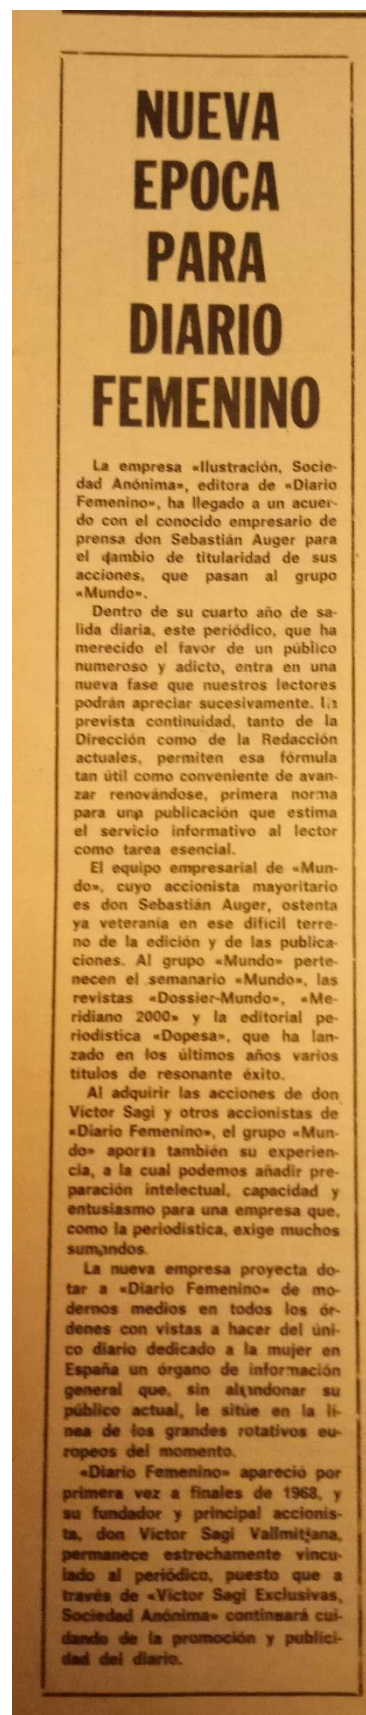 NUEVA
EPOCA
PARA
DIARIO
FEMENINO
La empresa «Ilustración, Socie-
dad Anónima», editora de «Diario
Femenino», ha llegado a un acuer-
do con el conocido empresario de
prensa don Sebastián Auger para
el cambio de titularidad de sus
acciones, que pasan al grupo
«Mundo».
Dentro de su cuarto año de sa-
lida diaria, este periódico, que ha
merecido el favor de un público
numeroso y adicto, entra en una
nueva fase que nuestros lectores
podrán apreciar sucesivamente. La
prevista continuidad, tanto de la
Dirección como de la Redacción
actuales, permiten esa fórmula
tan útil como conveniente de avan-
zar renovándose, primera norma
para una publicación que estima
el servicio informativo al lector
como tarea esencial.
El equipo empresarial de «Mun-
do», cuyo accionista mayoritario
es don Sebastián Auger, ostenta
ya veteranía en ese difícil terre-
no de la edición y de las publica-
ciones. Al grupo «Mundo» perte-
necen el semanario «Mundo», las
revistas «Dossier-Mundo», «Me-
ridiano 2000» y la editorial pe-
riodística «Dopesa», que ha lan-
zado en los últimos años varios
títulos de resonante éxito.
Al adquirir las acciones de don
Víctor Sagi y otros accionistas de
«Diario Femenino», el grupo «Mun-
do» aporta también su experien-
cia, a la cual podemos añadir pre-
paración intelectual, capacidad y
entusiasmo para una empresa que,
como la periodística, exige muchos
sumandos.
La nueva empresa proyecta do-
tar a «Diario Femenino» de mo-
dernos medios en todos los ór-
denes con vistas a hacer del úni-
co diario dedicado a la mujer en
España un órgano de información
general que, sin abandonar su
público actual, le sitúe en la lí-
nea de los grandes rotativos eu-
ropeos del momento.
«Diario Femenino» apareció por
primera vez a finales de 1968, y
su fundador y principal accionis-
ta, don Víctor Sagi Vallmitjana,
permanece estrechamente vincu-
lado al periódico, puesto que a
través de «Víctor Sagi Exclusivas,
Sociedad Anónima» continuará cui-
dando de la promoción y publici-
dad del diario.